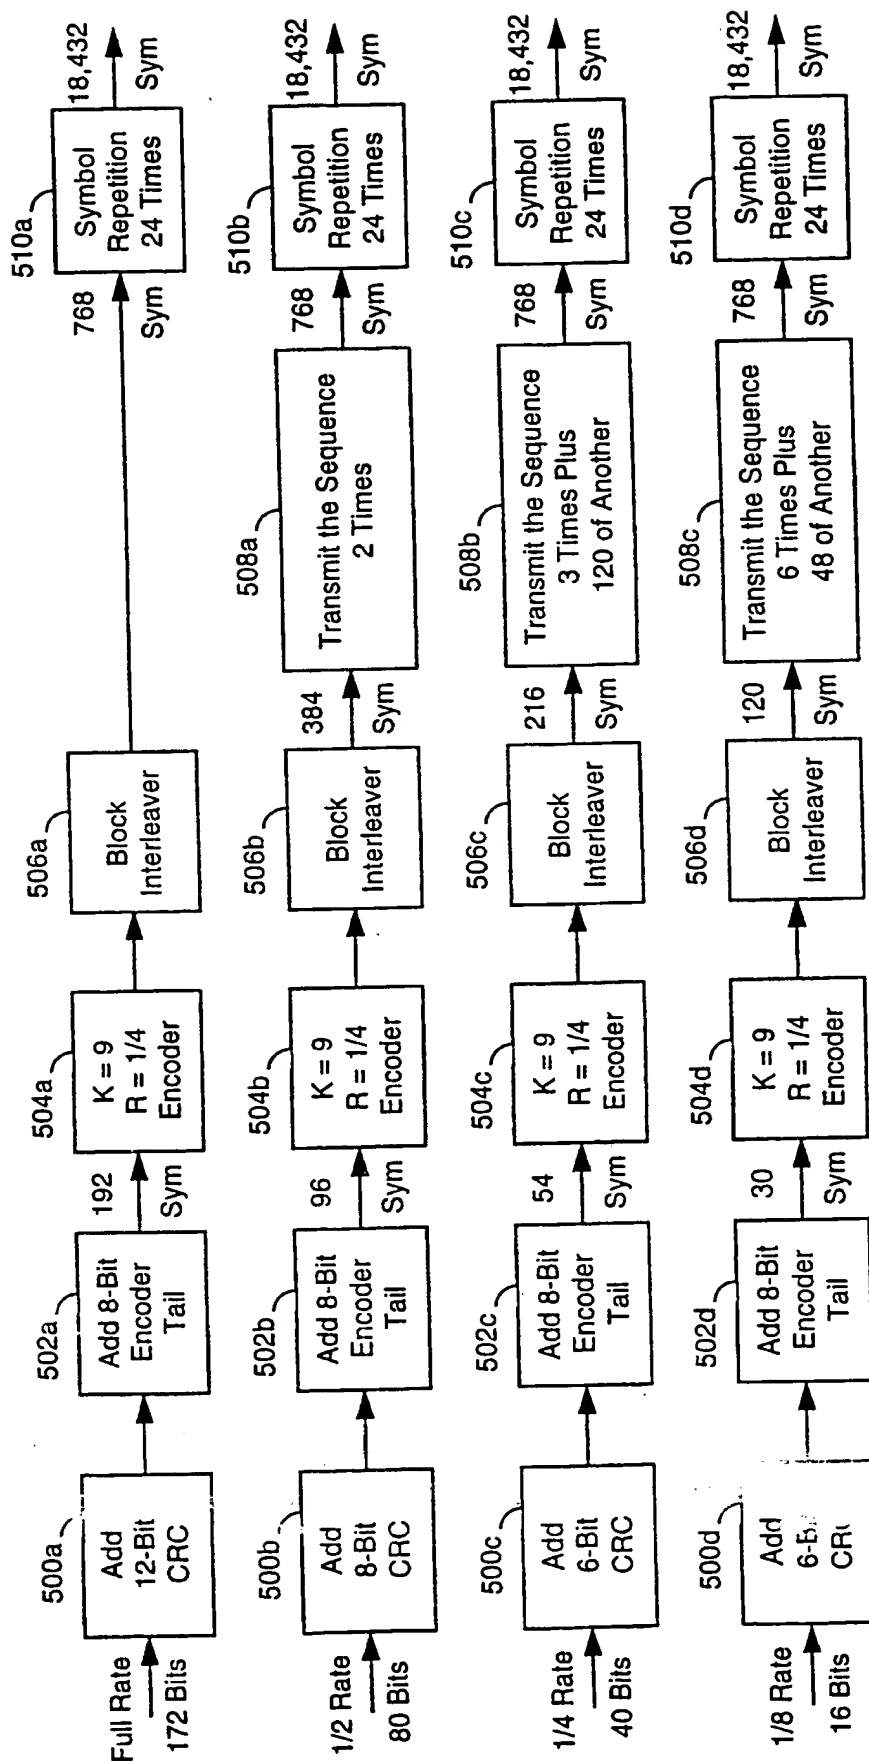 Full Rate
172 Bits
500a
Add
12-Bit
CRC
502a
Add 8-Bit
Encoder
Tail
192
Sym
504a
K = 9
R = 1/4
Encoder
506a
Block
Interleaver
768
Sym
510a
Symbol
Repetition
24 Times
18,432
Sym
1/2 Rate
80 Bits
500b
Add
8-Bit
CRC
502b
Add 8-Bit
Encoder
Tail
96
Sym
504b
K = 9
R = 1/4
Encoder
506b
Block
Interleaver
384
Sym
508a
Transmit the Sequence
2 Times
768
Sym
510b
Symbol
Repetition
24 Times
18,432
Sym
1/4 Rate
40 Bits
500c
Add
6-Bit
CRC
502c
Add 8-Bit
Encoder
Tail
54
Sym
504c
K = 9
R = 1/4
Encoder
506c
Block
Interleaver
216
Sym
508b
Transmit the Sequence
3 Times Plus
120 of Another
768
Sym
510c
Symbol
Repetition
24 Times
18,432
Sym
1/8 Rate
16 Bits
500d
Add
6-Bit
CRC
502d
Add 8-Bit
Encoder
Tail
30
Sym
504d
K = 9
R = 1/4
Encoder
506d
Block
Interleaver
120
Sym
508c
Transmit the Sequence
6 Times Plus
48 of Another
768
Sym
510d
Symbol
Repetition
24 Times
18,432
Sym